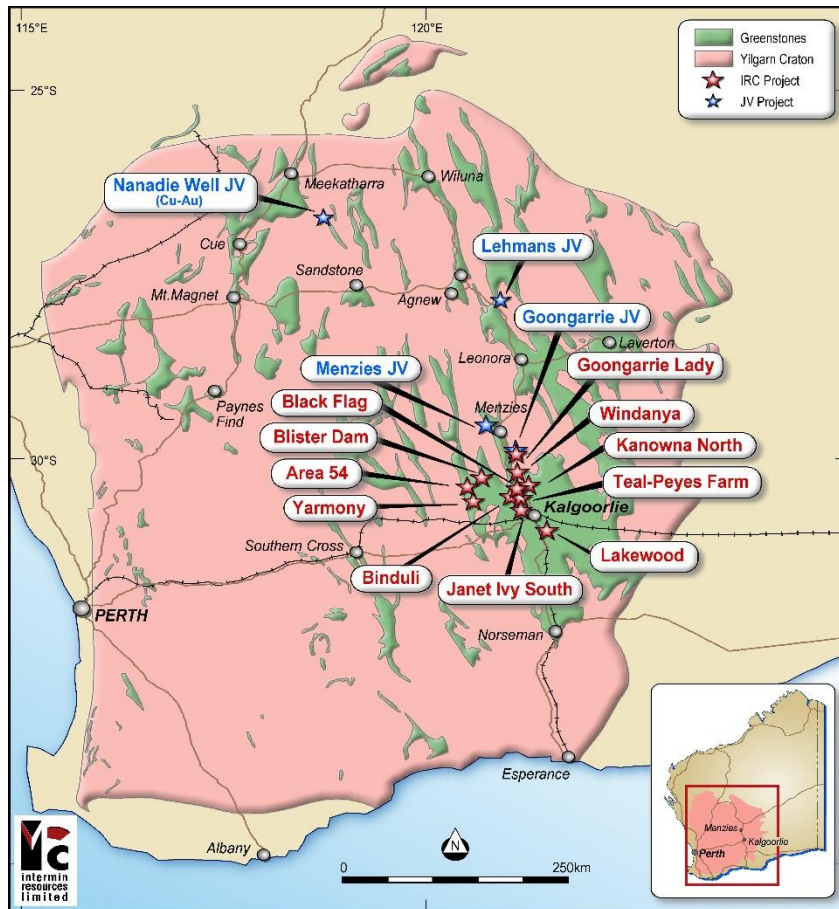 115°E
120°E
25°S
30°S
Greenstones
Yilgarn Craton
IRC Project
JV Project
Nanadie Well JV
(Cu-Au)
Meekatharra
Wiluna
Cue
Sandstone
Lehmans JV
Mt.Magnet
Agnew
Goongarrie JV
Laverton
Leonora
Menzies JV
Goongarrie Lady
Paynes
Find
Black Flag
Menzies
Windanya
Blister Dam
Kanowna North
Area 54
Teal-Peyes Farm
Yarmony
Kalgoorlie
Southern Cross
Lakewood
Binduli
Janet Ivy South
PERTH
Norseman
Esperance
Albany
N
0
250km
intermin
resources
limited
Menzies
Kalgoorlie
Perth